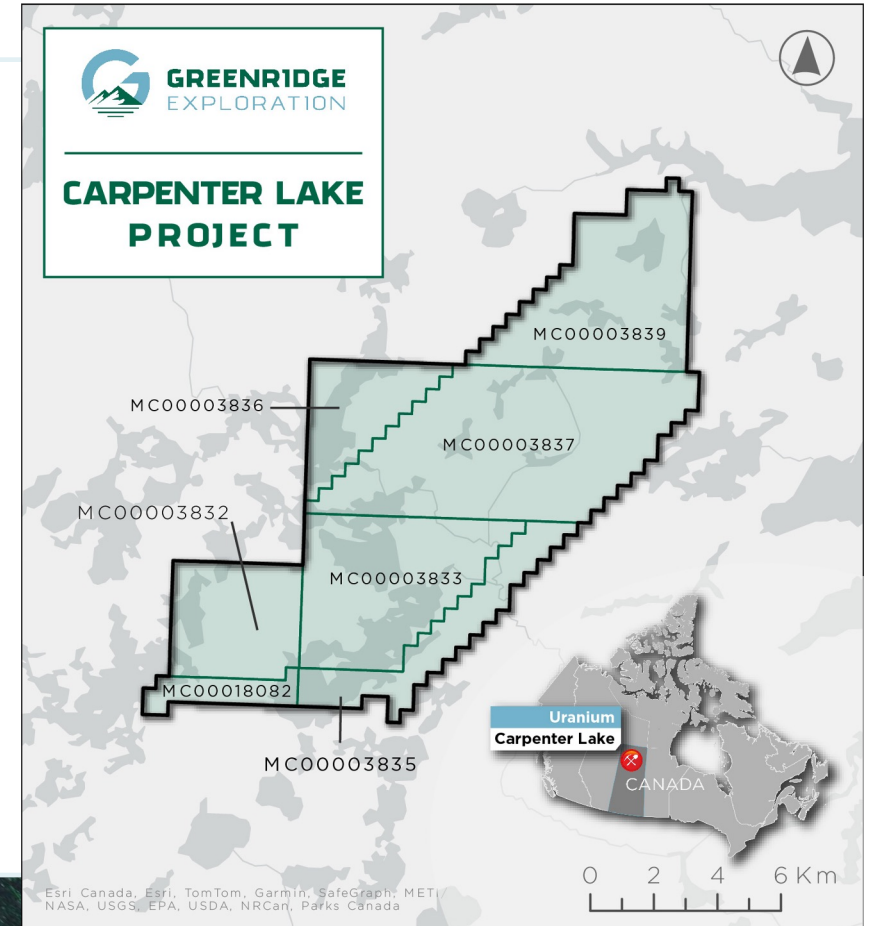 GREENRIDGE
EXPLORATION
CARPENTER LAKE
PROJECT
MC00003839
MC00003836
MC00003837
MC00003832
MC00003833
MC00018082
MC00003835
Uranium
Carpenter Lake
CANADA
0 2 4 6 Km
Esri Canada, Esri, TomTom, Garmin, SafeGraph, METI/
NASA, USGS, EPA, USDA, NRCan, Parks Canada